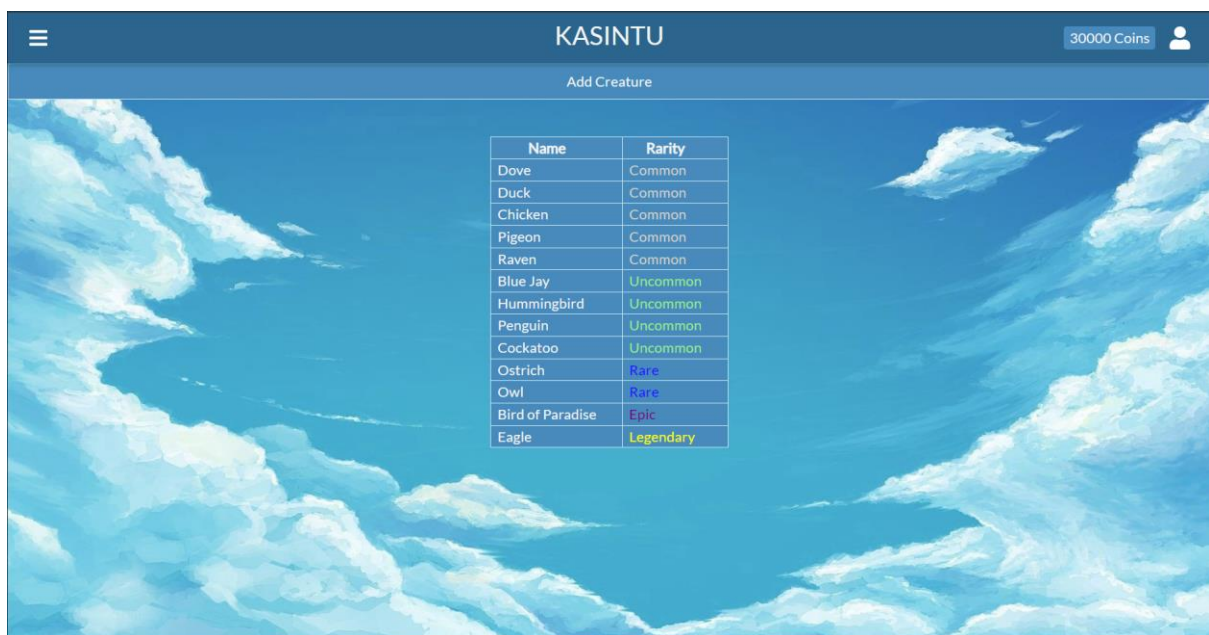 KASINTU
30000 Coins
Add Creature
Name Rarity
Dove Common
Duck Common
Chicken Common
Pigeon Common
Raven Common
Blue Jay Uncommon
Hummingbird Uncommon
Penguin Uncommon
Cockatoo Uncommon
Ostrich Rare
Owl Rare
Bird of Paradise Epic
Eagle Legendary